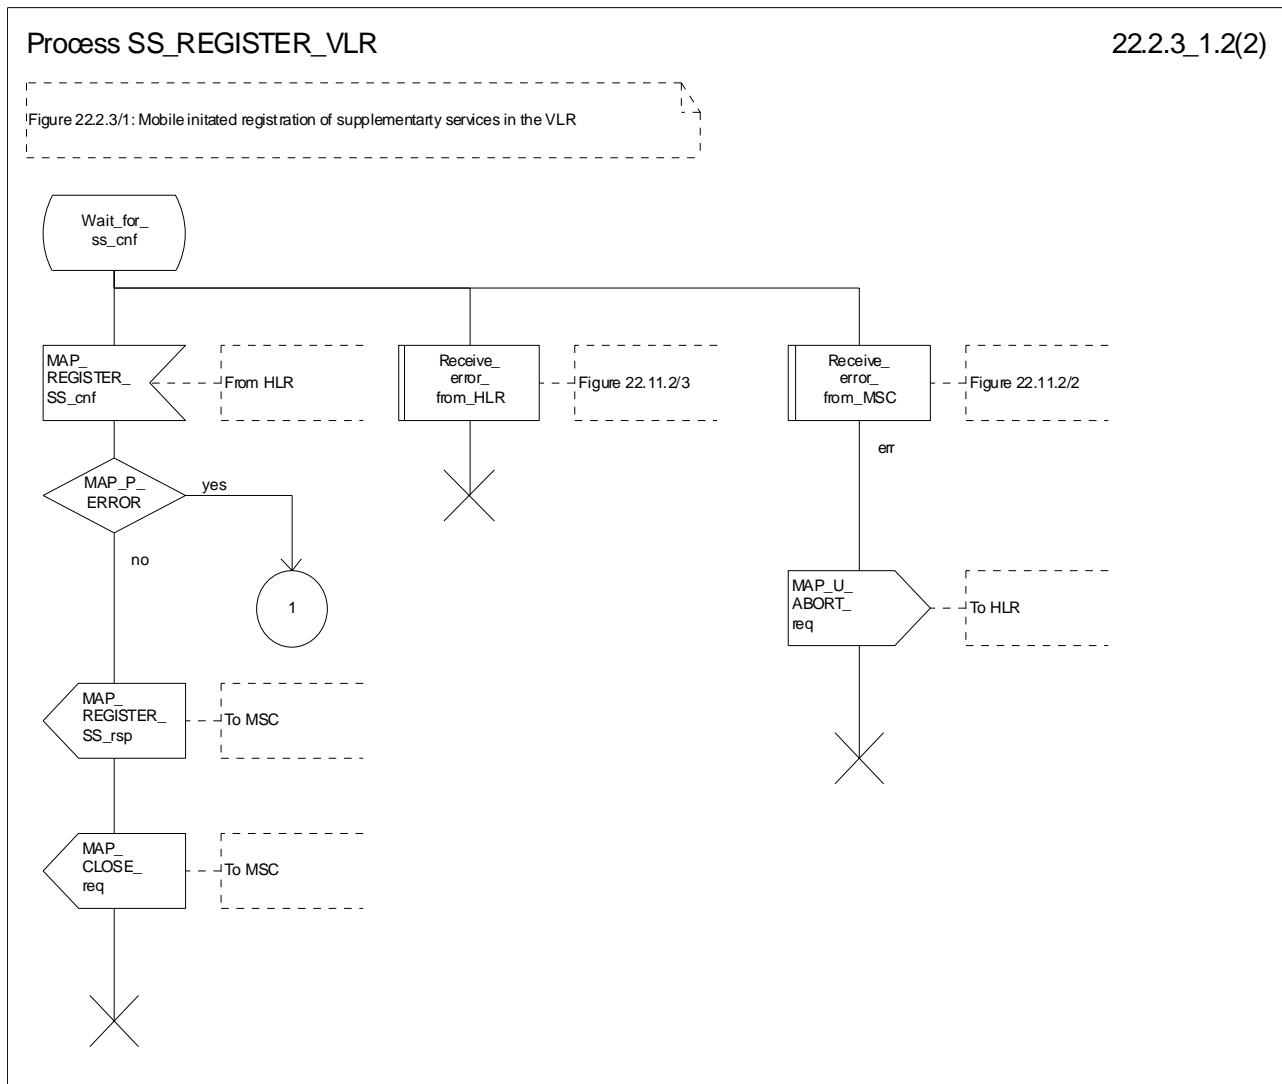 Process SS_REGISTER_VLR
22.2.3_1.2(2)
Figure 22.2.3/1: Mobile initated registration of supplementarty services in the VLR
Wait_for_
ss_cnf
MAP_
REGISTER_
SS_cnf
From HLR
Receive_
error_
from_HLR
Figure 22.11.2/3
Receive_
error_
from_MSC
Figure 22.11.2/2
err
MAP_P_
ERROR
yes
no
1
MAP_U_
ABORT_
req
To HLR
MAP_
REGISTER_
SS_rsp
To MSC
MAP_
CLOSE_
req
To MSC